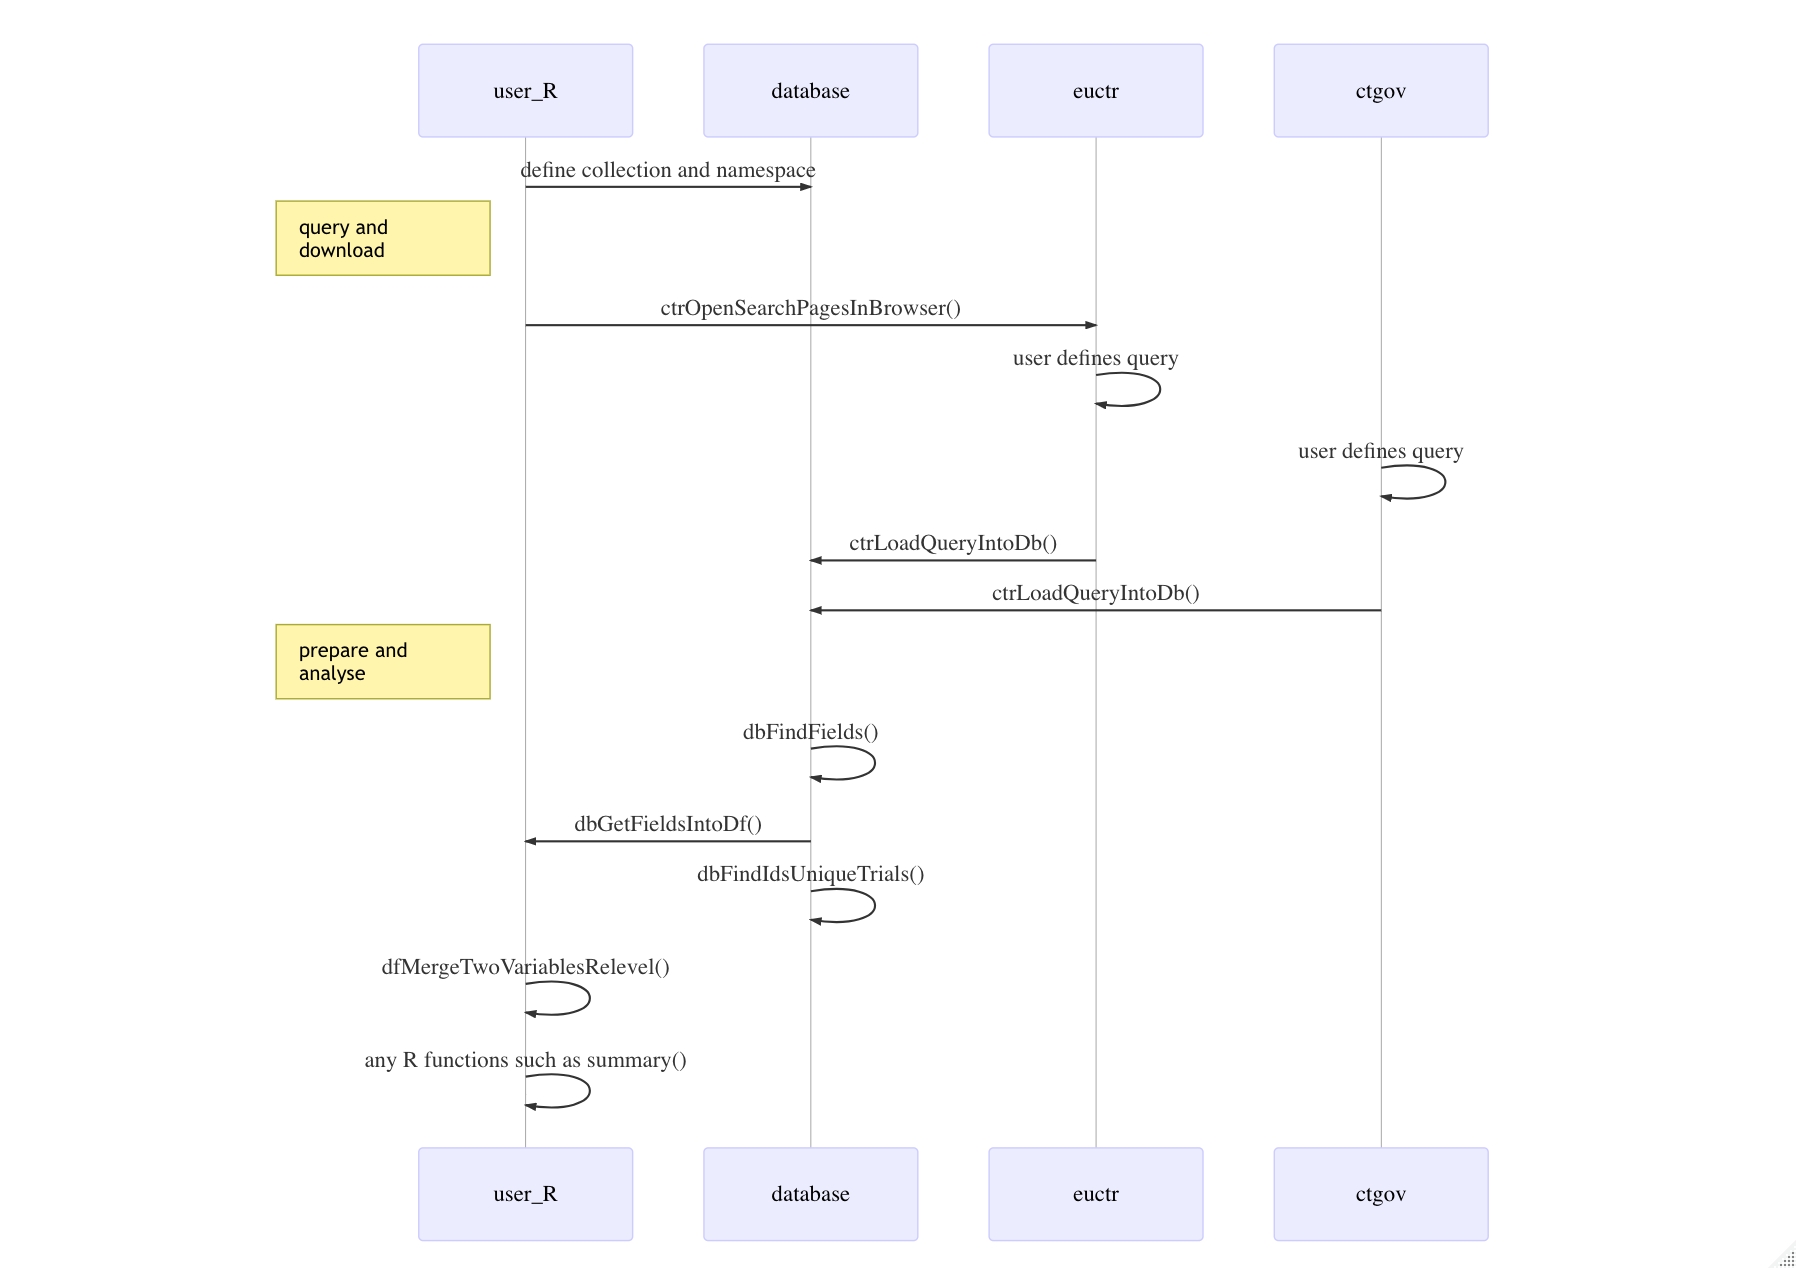 user_R
database
euctr
ctgov
define collection and namespace
query and
download
ctrOpenSearchPagesInBrowser()
user defines query
user defines query
ctrLoadQueryIntoDb()
ctrLoadQueryIntoDb()
prepare and
analyse
dbFindFields()
dbGetFieldsIntoDf()
dbFindIdsUniqueTrials()
dfMergeTwoVariablesRelevel()
any R functions such as summary()
user_R
database
euctr
ctgov